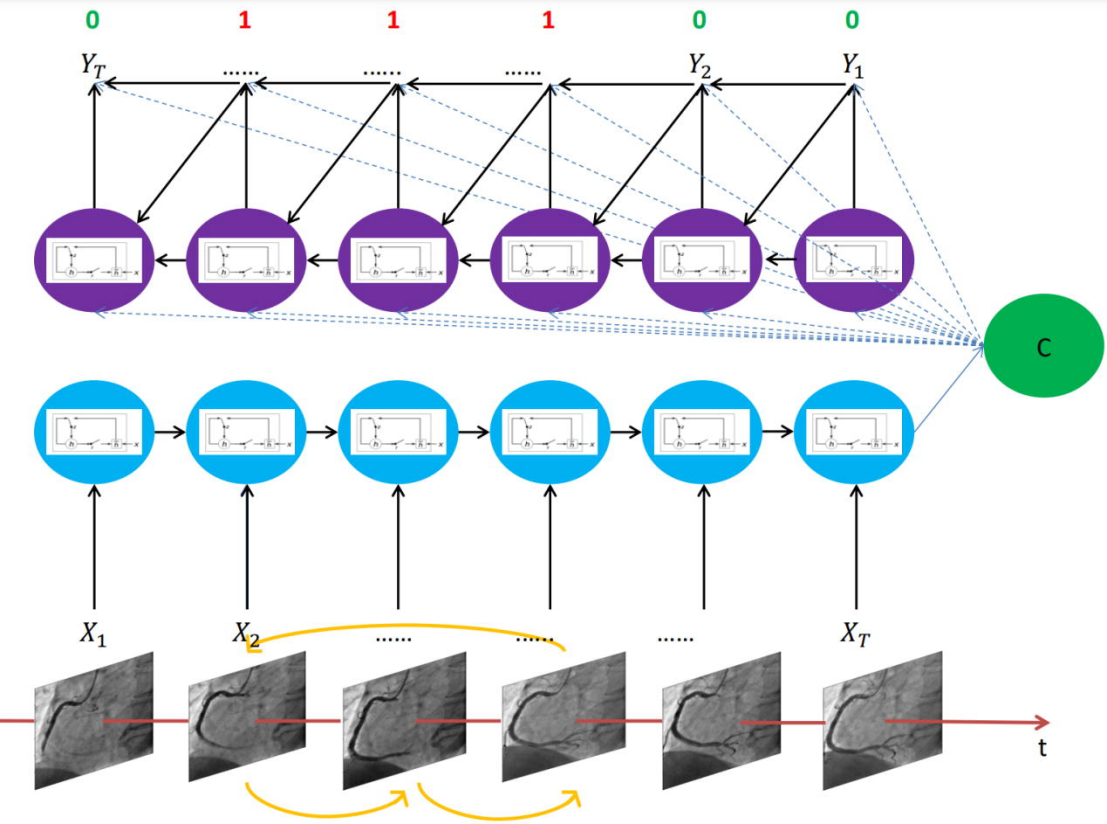 0 1 1 1 0 0
Y_T ...... ...... ...... Y_2 Y_1
h h x h h x h h x h h x h h x h h x
C
h h x h h x h h x h h x h h x h h x
X_1 X_2 ...... ...... ...... X_T
t